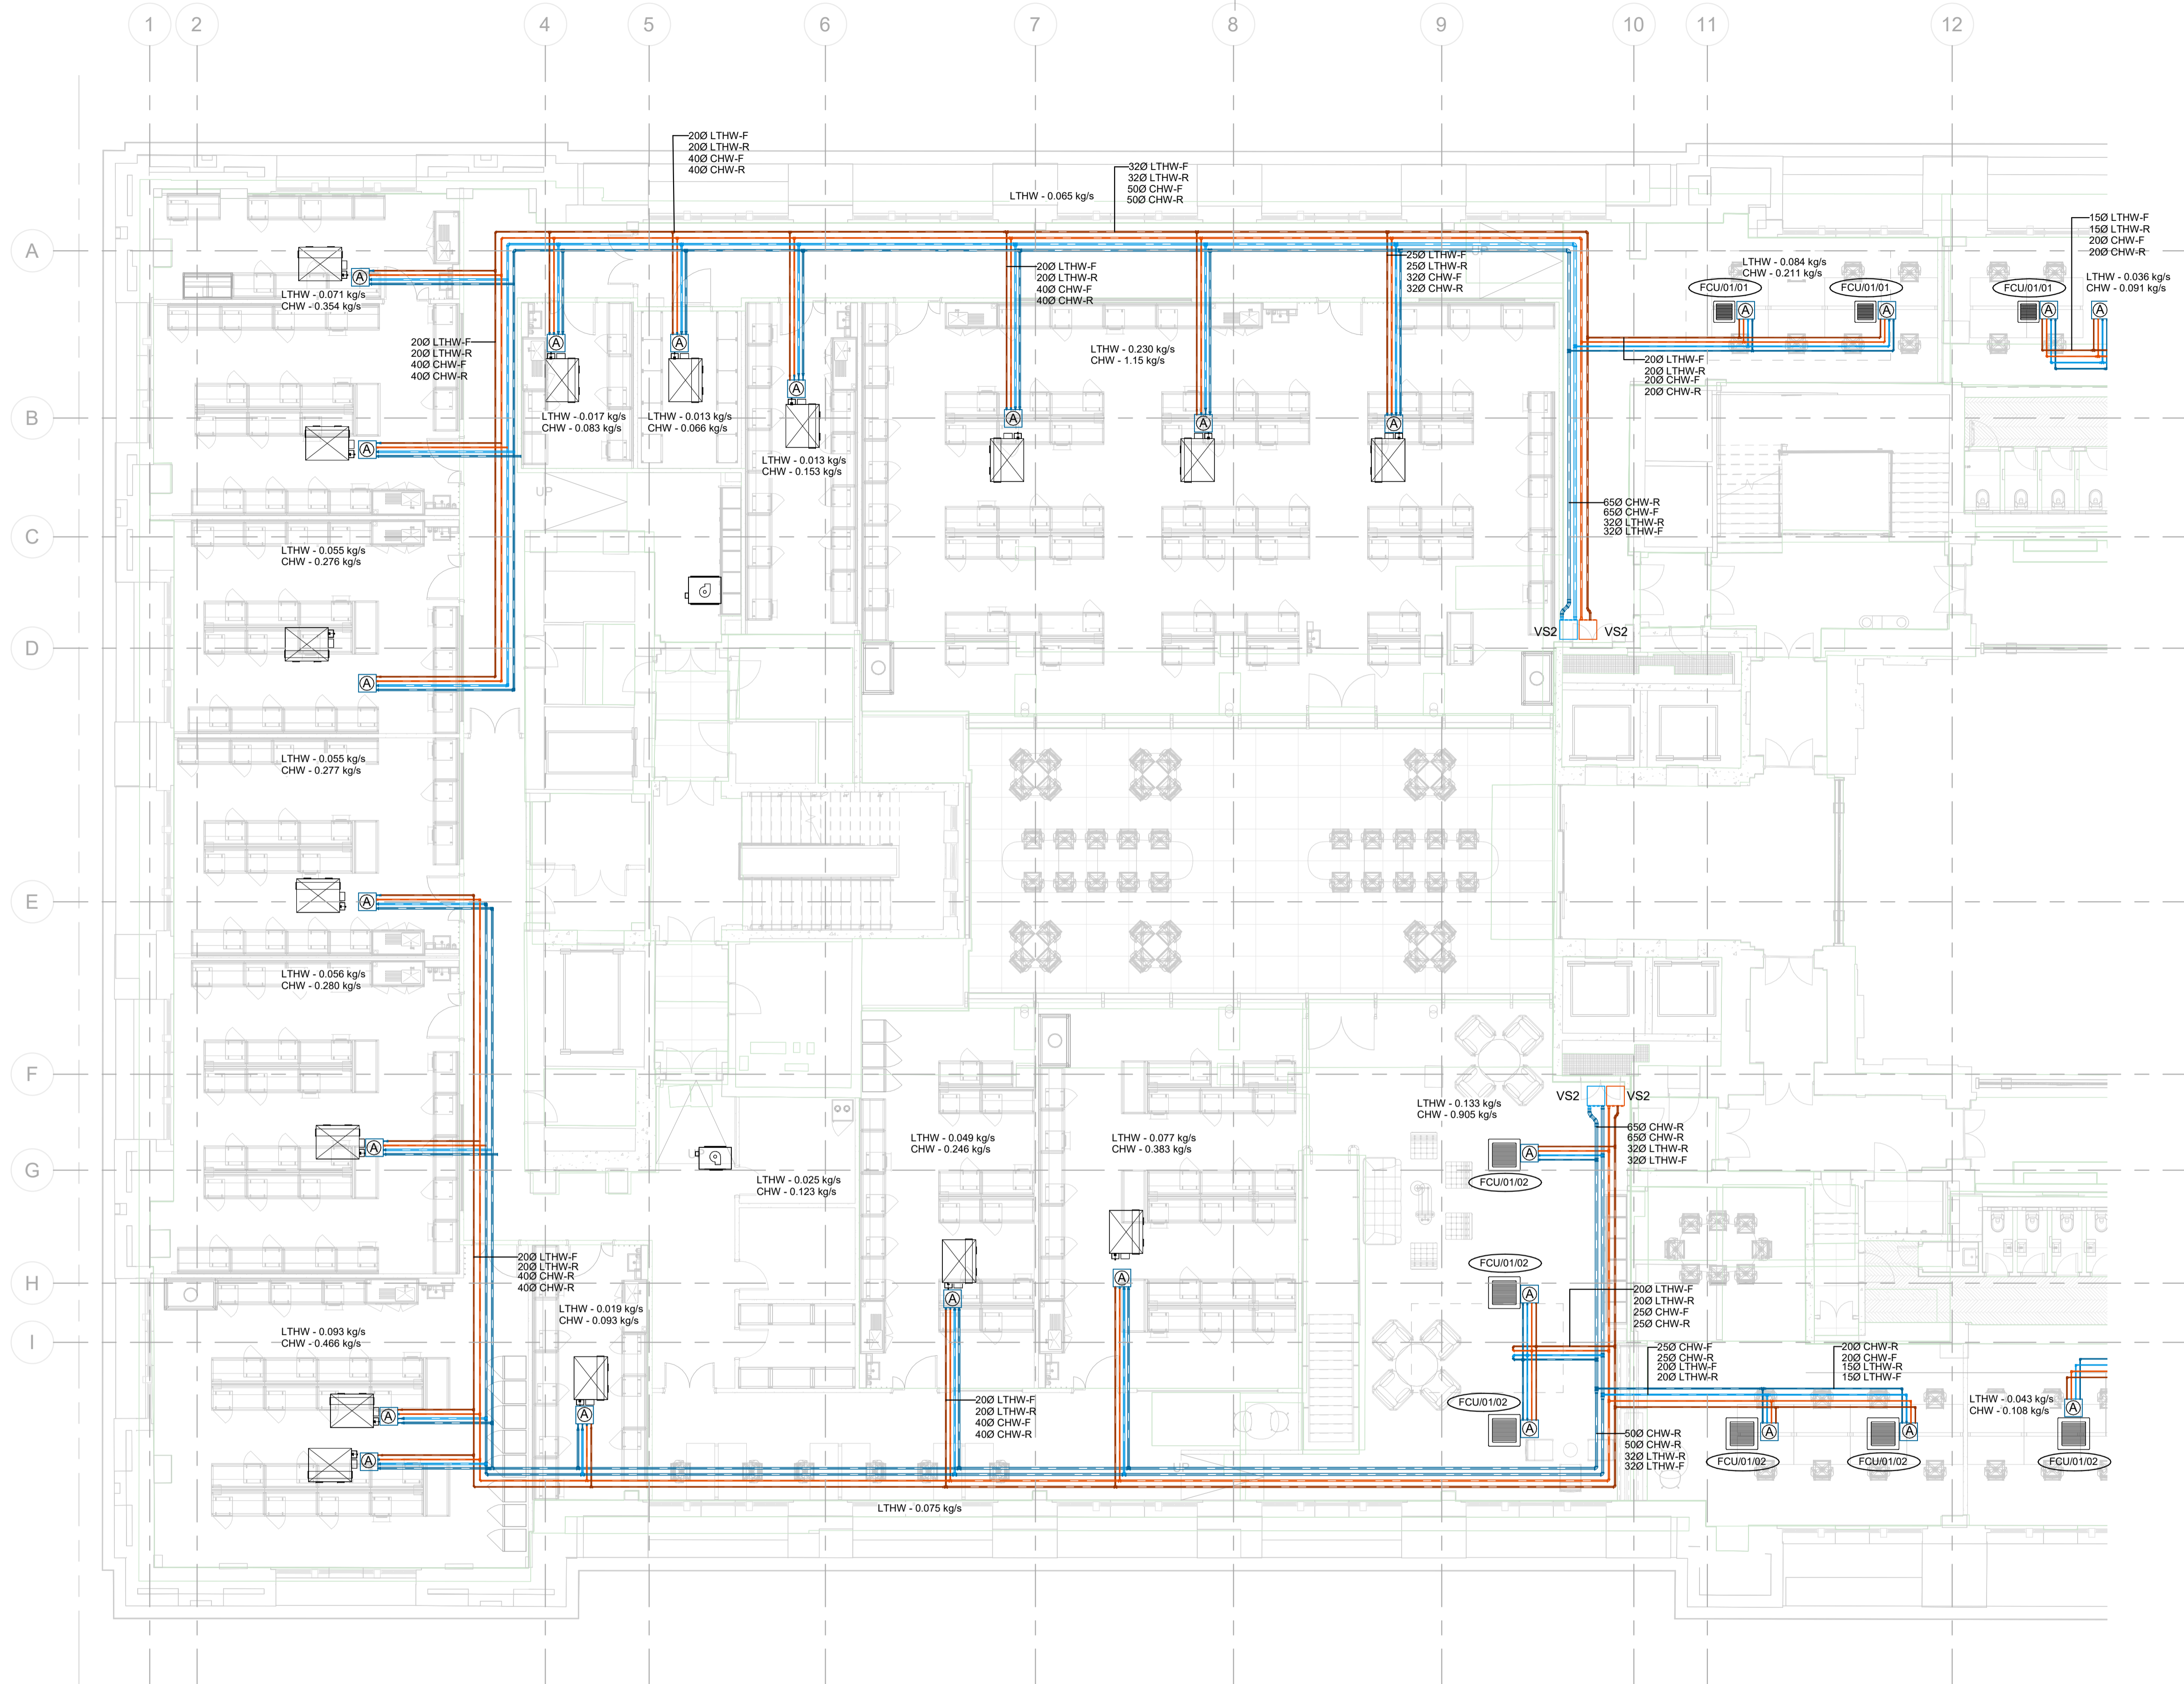 1
2
4
5
6
7
8
9
10
11
12
A
B
C
D
E
F
G
H
I
20Ø LTHW-F
20Ø LTHW-R
40Ø CHW-F
40Ø CHW-R
LTHW - 0.065 kg/s
32Ø LTHW-F
32Ø LTHW-R
50Ø CHW-F
50Ø CHW-R
15Ø LTHW-F
15Ø LTHW-R
20Ø CHW-F
20Ø CHW-R
LTHW - 0.036 kg/s
CHW - 0.091 kg/s
LTHW - 0.084 kg/s
CHW - 0.211 kg/s
FCU/01/01
FCU/01/01
FCU/01/01
A
A
A
A
25Ø LTHW-F
25Ø LTHW-R
32Ø CHW-F
32Ø CHW-R
20Ø LTHW-F
20Ø LTHW-R
40Ø CHW-F
40Ø CHW-R
A
LTHW - 0.071 kg/s
CHW - 0.354 kg/s
20Ø LTHW-F
20Ø LTHW-R
40Ø CHW-F
40Ø CHW-R
A
A
A
LTHW - 0.230 kg/s
CHW - 1.15 kg/s
20Ø LTHW-F
20Ø LTHW-R
20Ø CHW-F
20Ø CHW-R
LTHW - 0.017 kg/s
CHW - 0.083 kg/s
LTHW - 0.013 kg/s
CHW - 0.066 kg/s
A
A
A
A
LTHW - 0.013 kg/s
CHW - 0.153 kg/s
UP
65Ø CHW-R
65Ø CHW-F
32Ø LTHW-R
32Ø LTHW-F
LTHW - 0.055 kg/s
CHW - 0.276 kg/s
VS2
VS2
A
LTHW - 0.055 kg/s
CHW - 0.277 kg/s
A
LTHW - 0.056 kg/s
CHW - 0.280 kg/s
VS2
VS2
LTHW - 0.133 kg/s
CHW - 0.905 kg/s
65Ø CHW-R
65Ø CHW-R
32Ø LTHW-R
32Ø LTHW-F
LTHW - 0.049 kg/s
CHW - 0.246 kg/s
LTHW - 0.077 kg/s
CHW - 0.383 kg/s
A
A
FCU/01/02
LTHW - 0.025 kg/s
CHW - 0.123 kg/s
20Ø LTHW-F
20Ø LTHW-R
40Ø CHW-R
40Ø CHW-R
FCU/01/02
A
A
A
20Ø LTHW-F
20Ø LTHW-R
25Ø CHW-F
25Ø CHW-R
LTHW - 0.019 kg/s
CHW - 0.093 kg/s
LTHW - 0.093 kg/s
CHW - 0.466 kg/s
25Ø CHW-F
25Ø CHW-R
20Ø LTHW-F
20Ø LTHW-R
20Ø CHW-R
20Ø CHW-F
15Ø LTHW-R
15Ø LTHW-F
LTHW - 0.043 kg/s
CHW - 0.108 kg/s
A
20Ø LTHW-F
20Ø LTHW-R
40Ø CHW-F
40Ø CHW-R
FCU/01/02
A
A
A
A
A
50Ø CHW-R
50Ø CHW-R
32Ø LTHW-R
32Ø LTHW-F
FCU/01/02
FCU/01/02
FCU/01/02
A
UP
LTHW - 0.075 kg/s